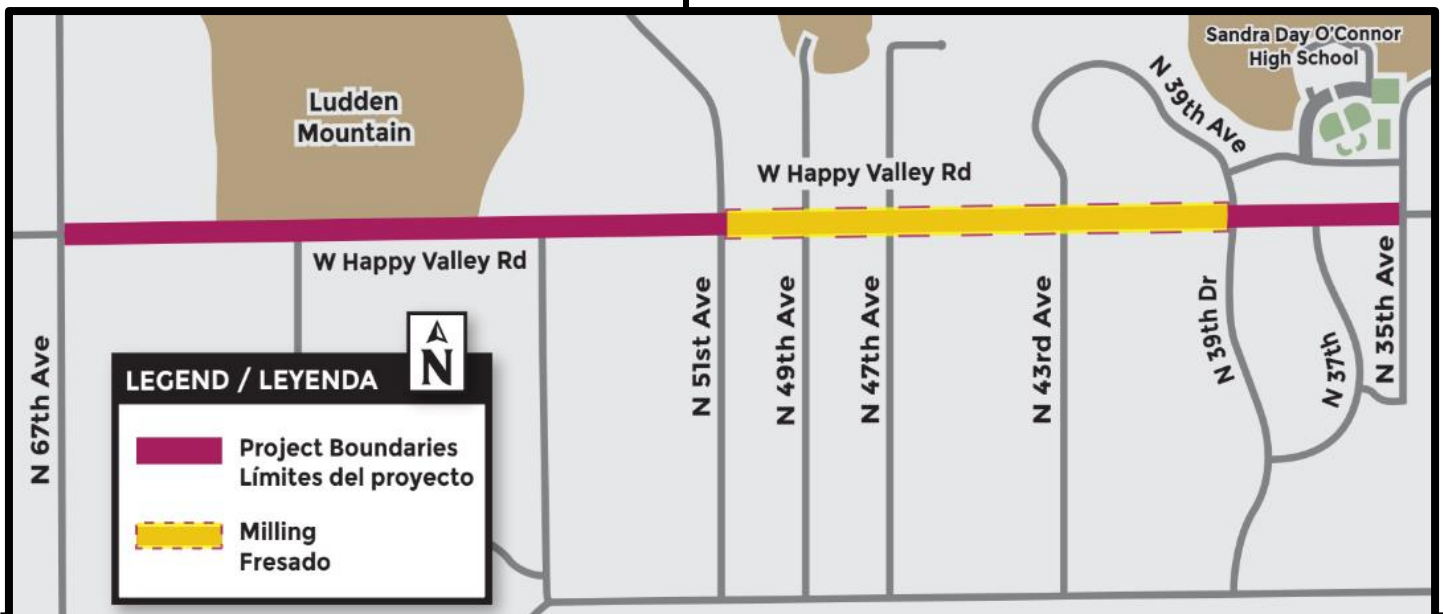 Sandra Day O'Connor
High School
Ludden
Mountain
N 39th Ave
W Happy Valley Rd
W Happy Valley Rd
N 67th Ave
N 51st Ave
N 49th Ave
N 47th Ave
N 43rd Ave
N 39th Dr
N 37th
N 35th Ave
LEGEND / LEYENDA
N
Project Boundaries
Límites del proyecto
Milling
Fresado